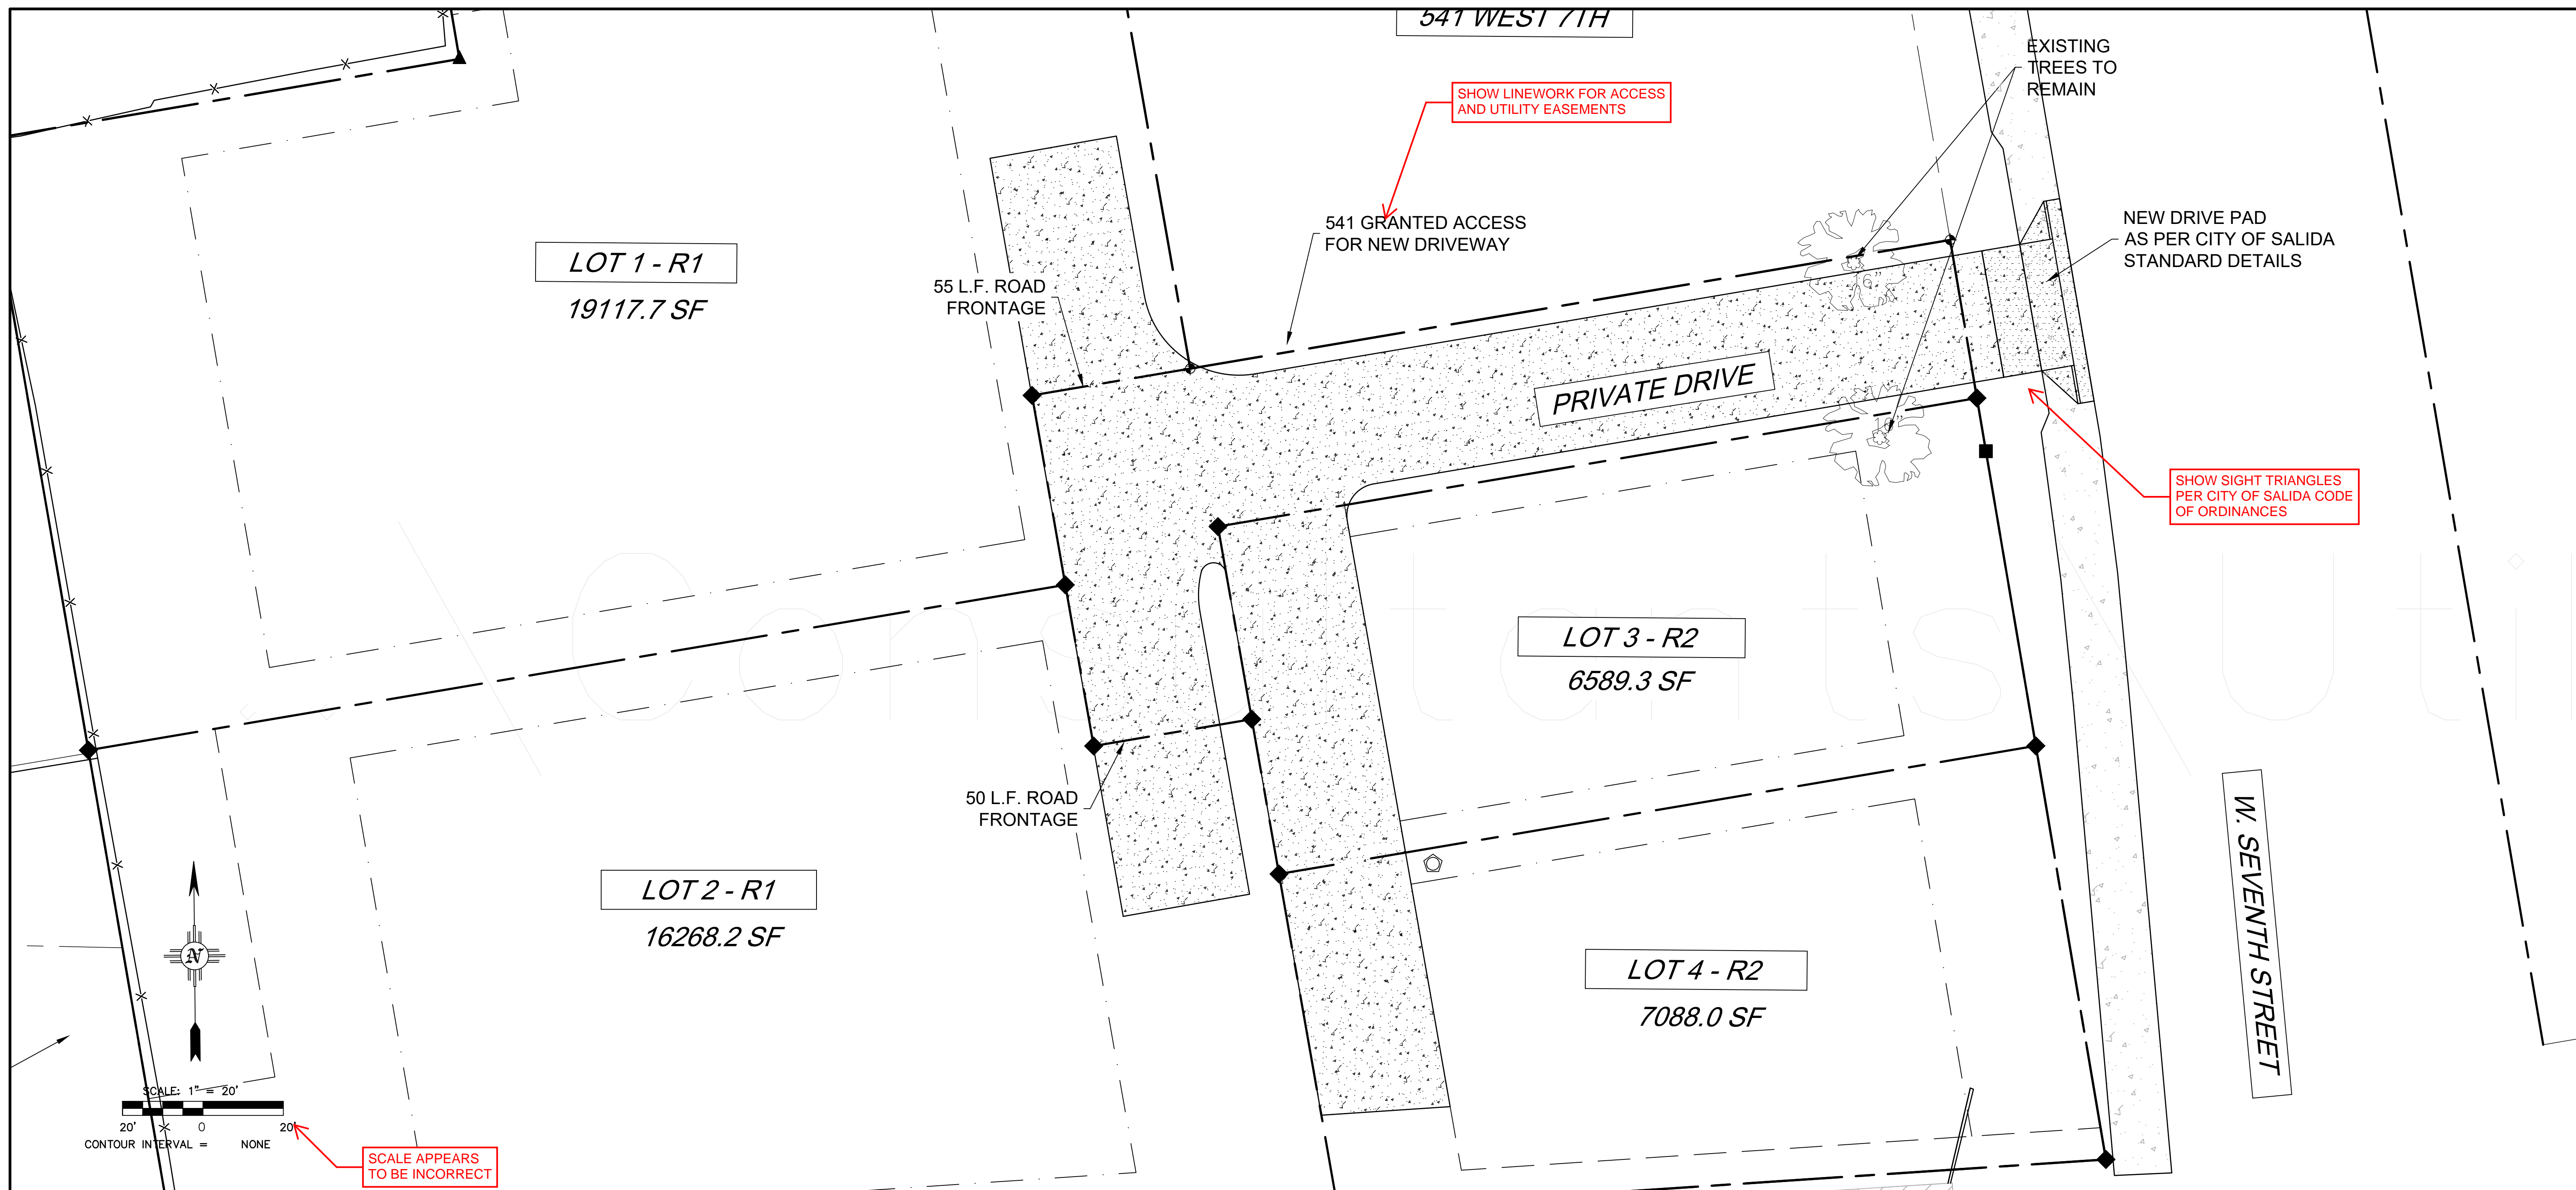 541 WEST 7TH
EXISTING
TREES TO
REMAIN
SHOW LINEWORK FOR ACCESS
AND UTILITY EASEMENTS
541 GRANTED ACCESS
FOR NEW DRIVEWAY
NEW DRIVE PAD
AS PER CITY OF SALIDA
STANDARD DETAILS
LOT 1 - R1
19117.7 SF
55 L.F. ROAD
FRONTAGE
PRIVATE DRIVE
SHOW SIGHT TRIANGLES
PER CITY OF SALIDA CODE
OF ORDINANCES
LOT 3 - R2
6589.3 SF
50 L.F. ROAD
FRONTAGE
LOT 2 - R1
16268.2 SF
LOT 4 - R2
7088.0 SF
W. SEVENTH STREET
N
SCALE: 1" = 20'
20' 0 20'
CONTOUR INTERVAL = NONE
SCALE APPEARS
TO BE INCORRECT